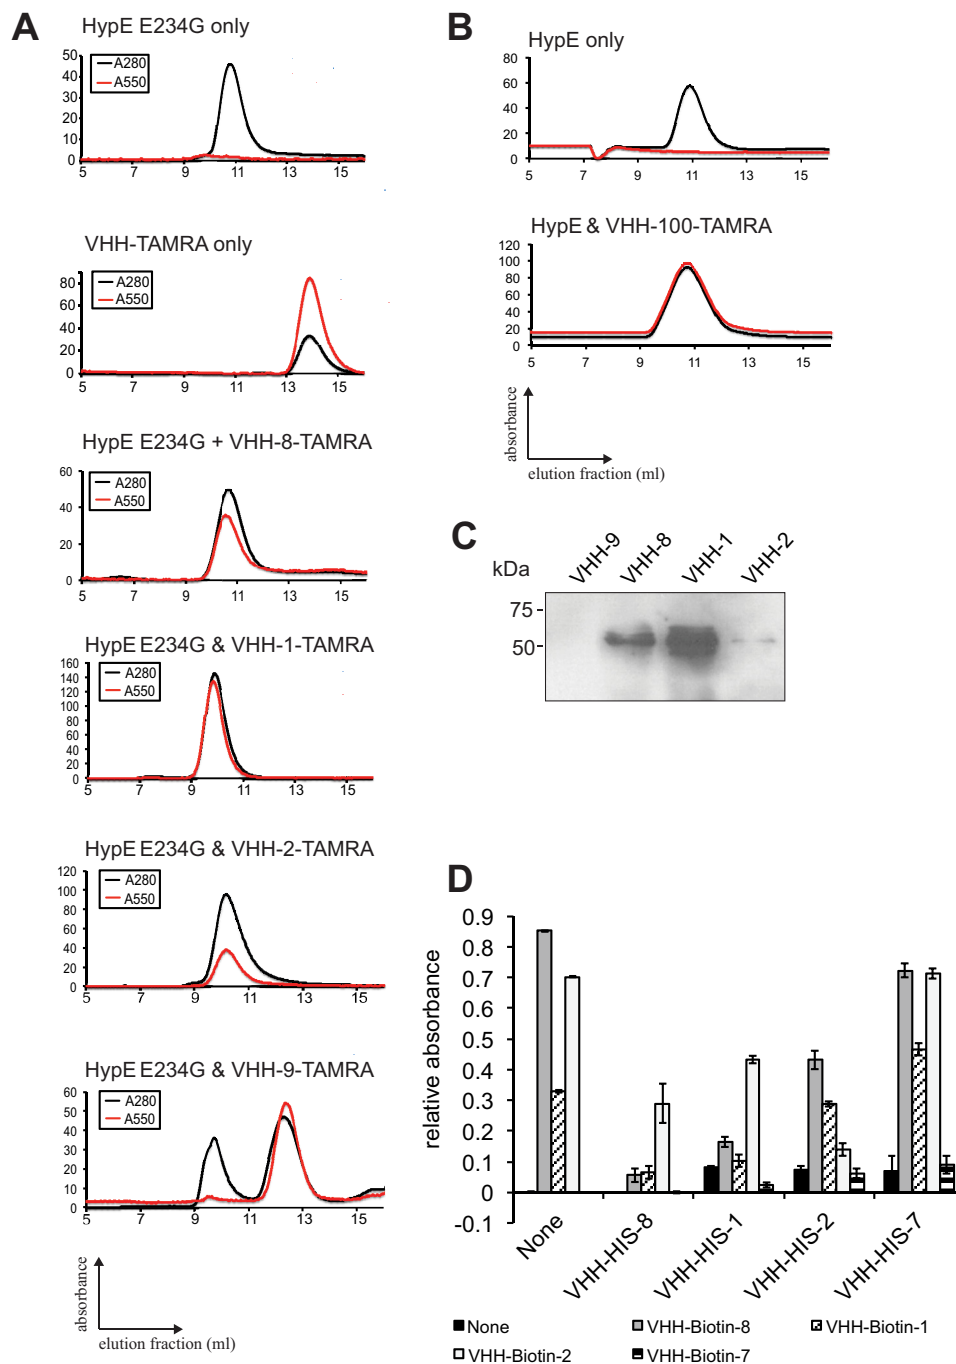 A
HypE E234G only
50
40
30
20
10
0
A280
A550
5 7 9 11 13 15
VHH-TAMRA only
80
60
40
20
0
A280
A550
5 7 9 11 13 15
HypE E234G + VHH-8-TAMRA
60
40
20
0
A280
A550
5 7 9 11 13 15
HypE E234G & VHH-1-TAMRA
160
140
120
100
80
60
40
20
0
A280
A550
5 7 9 11 13 15
HypE E234G & VHH-2-TAMRA
120
100
80
60
40
20
0
A280
A550
5 7 9 11 13 15
HypE E234G & VHH-9-TAMRA
60
50
40
30
20
10
0
A280
A550
5 7 9 11 13 15
absorbance
elution fraction (ml)
B
HypE only
80
60
40
20
0
5 7 9 11 13 15
HypE & VHH-100-TAMRA
120
100
80
60
40
20
0
5 7 9 11 13 15
absorbance
elution fraction (ml)
C
kDa
VHH-9 VHH-8 VHH-1 VHH-2
75
50
D
relative absorbance
0.9
0.8
0.7
0.6
0.5
0.4
0.3
0.2
0.1
0
-0.1
None VHH-HIS-8 VHH-HIS-1 VHH-HIS-2 VHH-HIS-7
None VHH-Biotin-8 VHH-Biotin-1
VHH-Biotin-2 VHH-Biotin-7